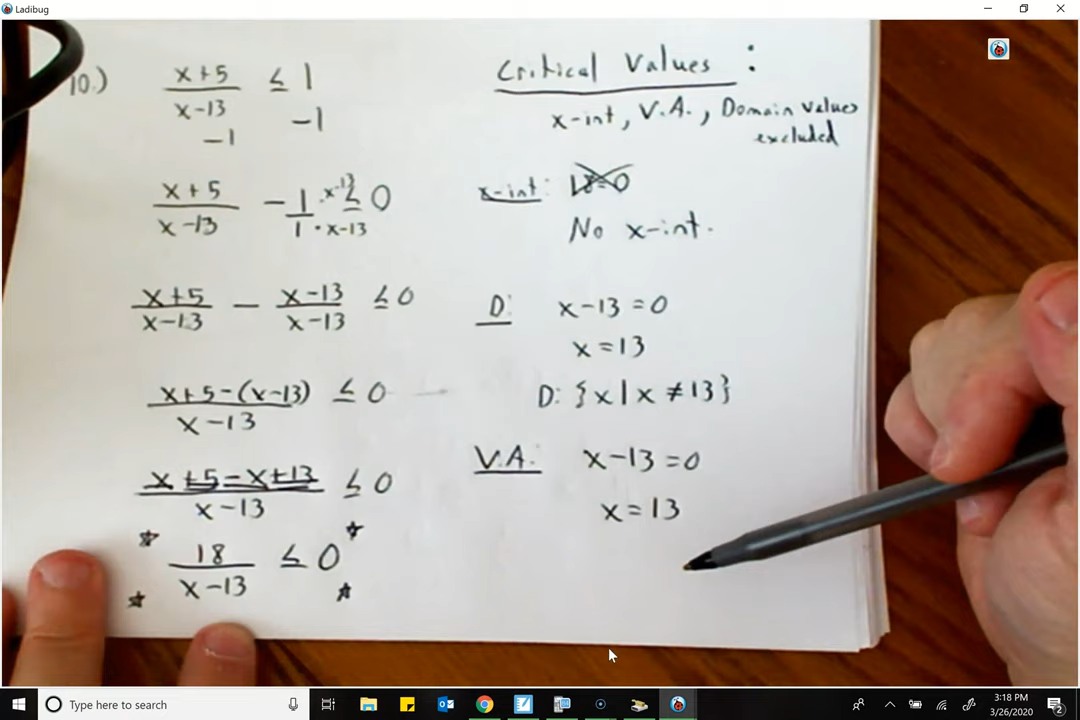 Ladibug
10.) x+5/x-13 ≤ 1
-1 -1
x+5/x-13 - 1/1 · x-13/x-13 ≤ 0
x+5/x-13 - x-13/x-13 ≤ 0
x+5-(x-13)/x-13 ≤ 0
x+5-x+13/x-13 ≤ 0
18/x-13 ≤ 0
Critical Values :
x-int, V.A., Domain values
excluded
x-int: 18=0
No x-int.
D: x-13=0
x=13
D: {x|x≠13}
V.A.: x-13=0
x=13
Type here to search
3:18 PM
3/26/2020
2